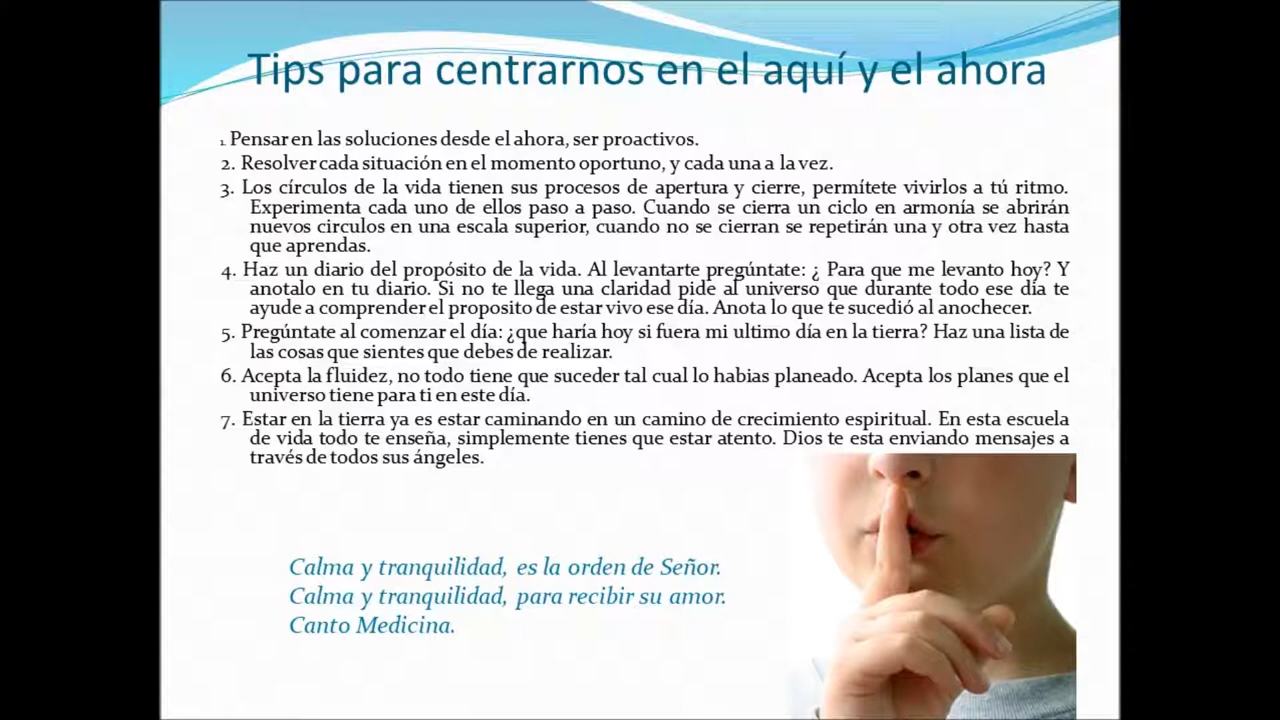 Tips para centrarnos en el aquí y el ahora
1. Pensar en las soluciones desde el ahora, ser proactivos.
2. Resolver cada situación en el momento oportuno, y cada una a la vez.
3. Los círculos de la vida tienen sus procesos de apertura y cierre, permítete vivirlos a tú ritmo.
Experimenta cada uno de ellos paso a paso. Cuando se cierra un ciclo en armonía se abrirán
nuevos circulos en una escala superior, cuando no se cierran se repetirán una y otra vez hasta
que aprendas.
4. Haz un diario del propósito de la vida. Al levantarte pregúntate: ¿ Para que me levanto hoy? Y
anotalo en tu diario. Si no te llega una claridad pide al universo que durante todo ese día te
ayude a comprender el proposito de estar vivo ese día. Anota lo que te sucedió al anochecer.
5. Pregúntate al comenzar el día: ¿que haría hoy si fuera mi ultimo día en la tierra? Haz una lista de
las cosas que sientes que debes de realizar.
6. Acepta la fluidez, no todo tiene que suceder tal cual lo habias planeado. Acepta los planes que el
universo tiene para ti en este día.
7. Estar en la tierra ya es estar caminando en un camino de crecimiento espiritual. En esta escuela
de vida todo te enseña, simplemente tienes que estar atento. Dios te esta enviando mensajes a
través de todos sus ángeles.
Calma y tranquilidad, es la orden de Señor.
Calma y tranquilidad, para recibir su amor.
Canto Medicina.